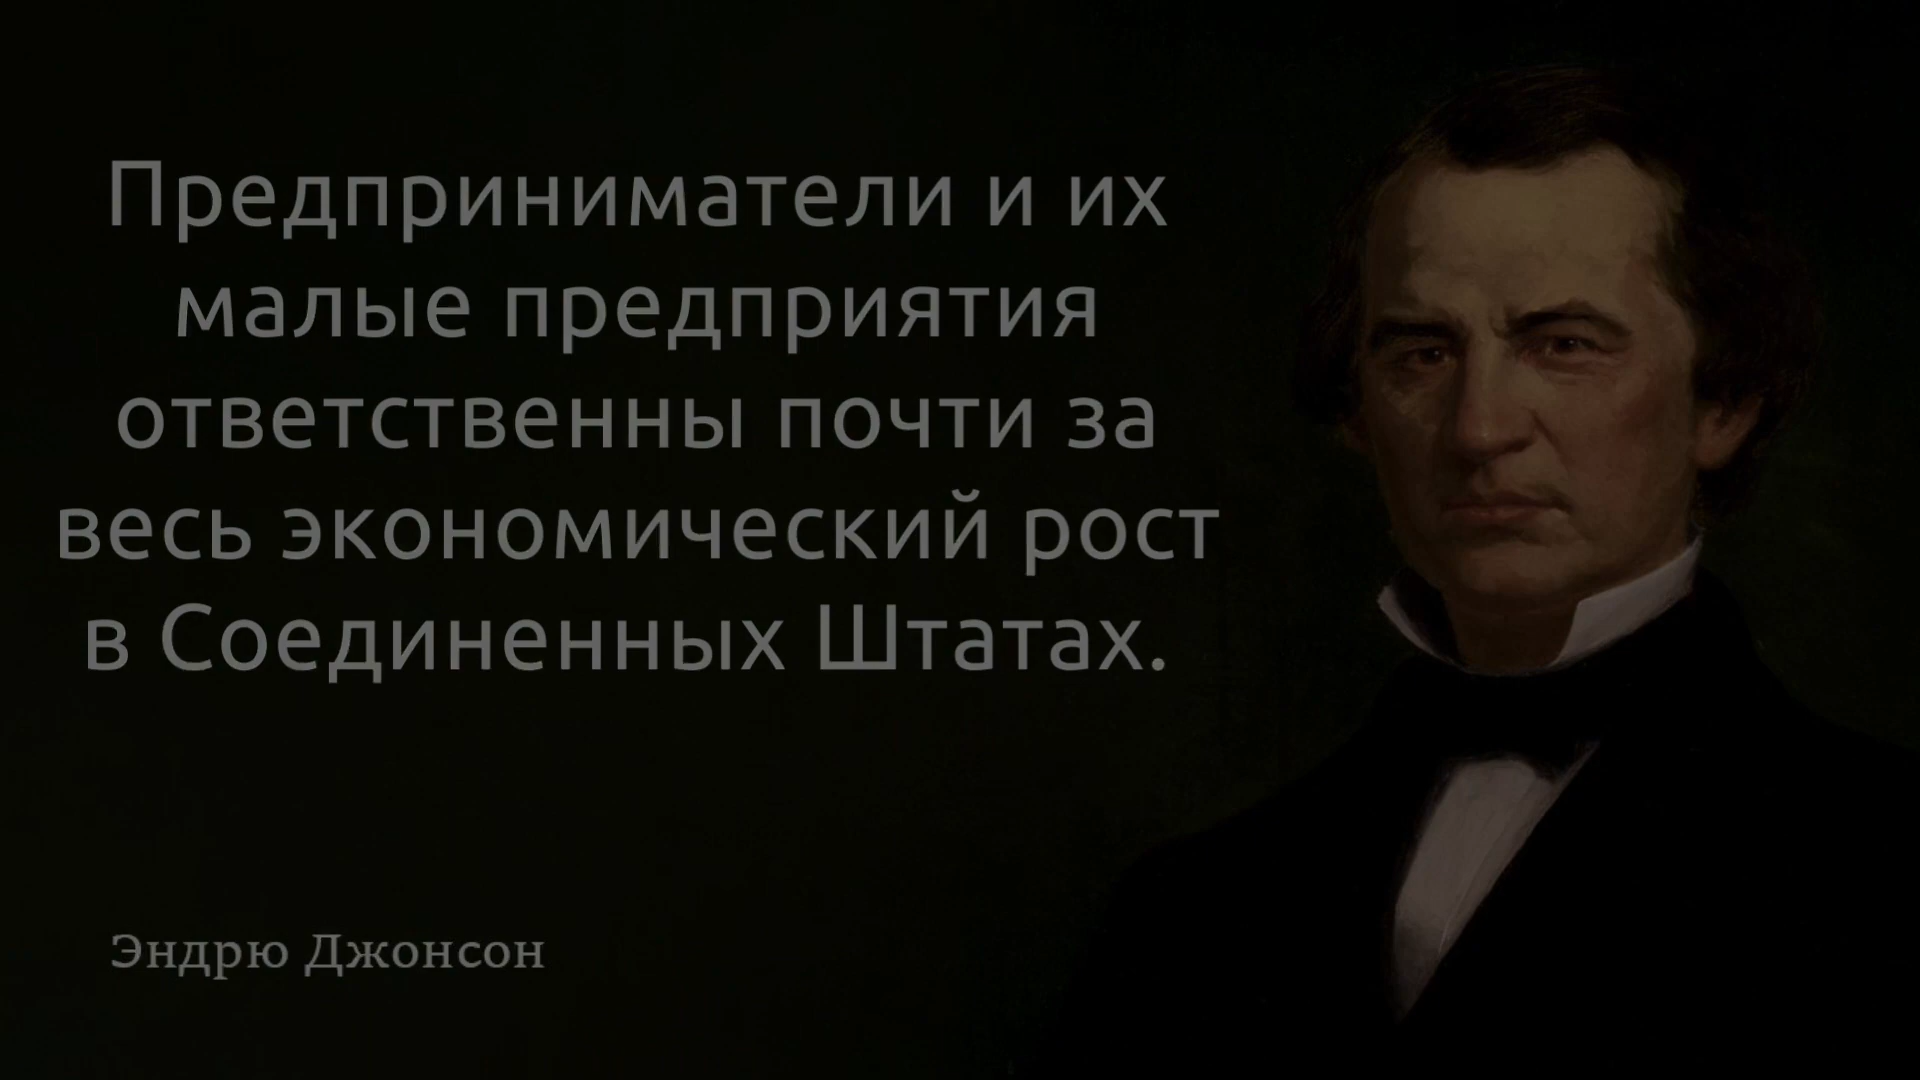 Предприниматели и их
малые предприятия
ответственны почти за
весь экономический рост
в Соединенных Штатах.
Эндрю Джонсон